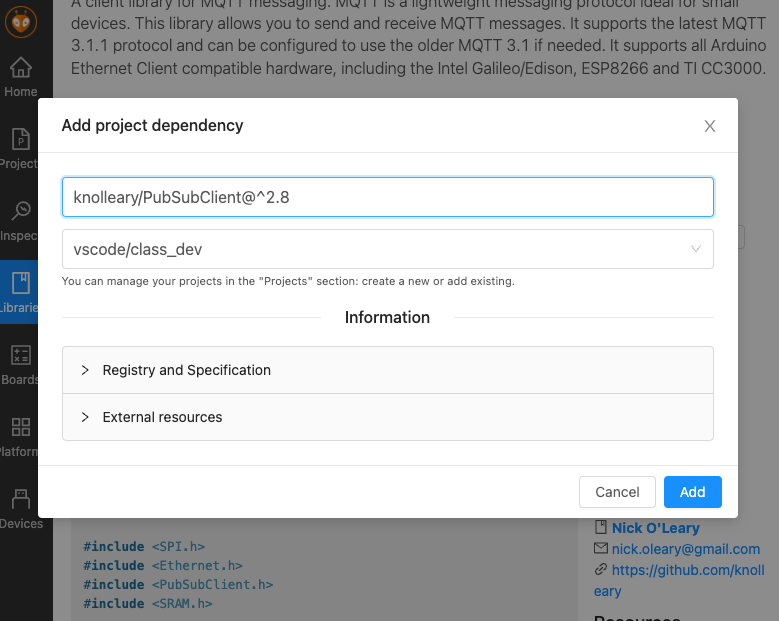 A client library for MQTT messaging. MQTT is a lightweight messaging protocol ideal for small
devices. This library allows you to send and receive MQTT messages. It supports the latest MQTT
3.1.1 protocol and can be configured to use the older MQTT 3.1 if needed. It supports all Arduino
Ethernet Client compatible hardware, including the Intel Galileo/Edison, ESP8266 and TI CC3000.
Home
Project
Inspec
Librarie
Boards
Platform
Devices
Add project dependency
knolleary/PubSubClient@^2.8
vscode/class_dev
You can manage your projects in the "Projects" section: create a new or add existing.
Information
Registry and Specification
External resources
Cancel
Add
#include <SPI.h>
#include <Ethernet.h>
#include <PubSubClient.h>
#include <SRAM.h>
Nick O'Leary
nick.oleary@gmail.com
https://github.com/knoll
eary
Resources